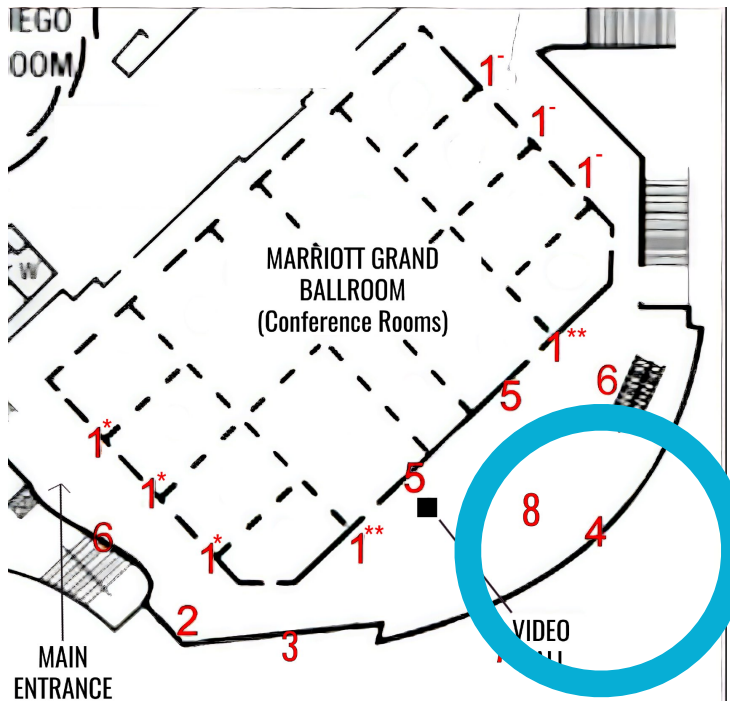 IEGO
OOM
1-
1-
1-
W
MARRIOTT GRAND
BALLROOM
(Conference Rooms)
1**
6
5
1*
1*
5
8
4
6
1*
1**
2
3
VIDEO
MAIN
ENTRANCE